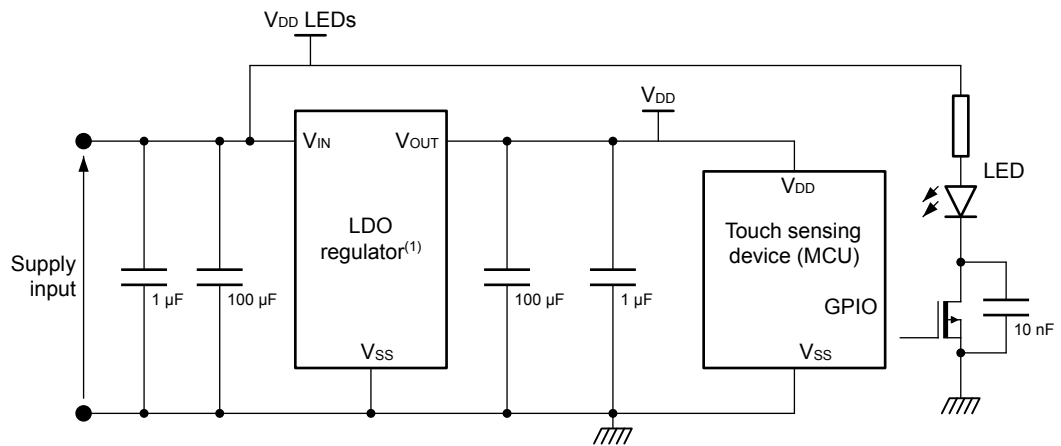 VDD LEDs
VDD
VIN
VOUT
LED
VDD
LDO
regulator(1)
Touch sensing
device (MCU)
Supply
input
1 µF
100 µF
100 µF
1 µF
GPIO
10 nF
VSS
VSS